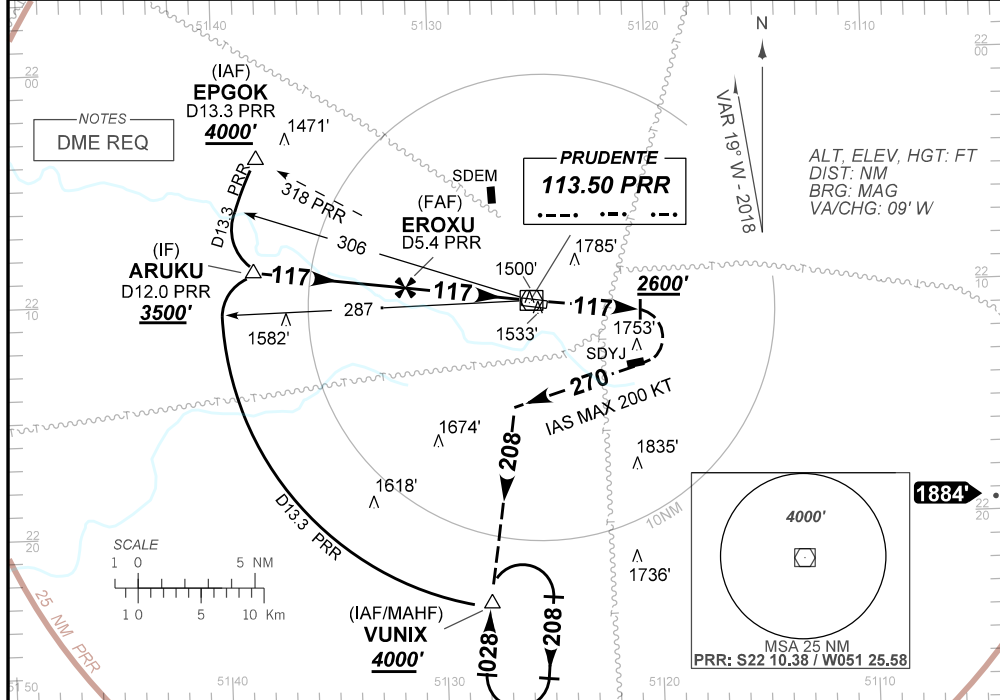 51 40
51 30
51 20
51 10
N
22
00
22
00
(IAF)
EPGOK
D13.3 PRR
4000'
NOTES
DME REQ
1471'
318 PRR
D13.3 PRR
306
SDEM
(FAF)
EROXU
D5.4 PRR
PRUDENTE
113.50 PRR
VAR 19° W - 2018
ALT, ELEV, HGT: FT
DIST: NM
BRG: MAG
VA/CHG: 09' W
(IF)
ARUKU
D12.0 PRR
3500'
117
117
117
1500'
1785'
2600'
22
10
22
10
287
1582'
1533'
1753'
SDYJ
270
IAS MAX 200 KT
208
1674'
1835'
1618'
D13.3 PRR
10NM
1884'
22
20
22
20
4000'
SCALE
1 0 5 NM
1 0 5 10 Km
1736'
25 NM PRR
(IAF/MAHF)
VUNIX
4000'
028
208
MSA 25 NM
PRR: S22 10.38 / W051 25.58
51 50
51 40
51 30
51 20
51 10